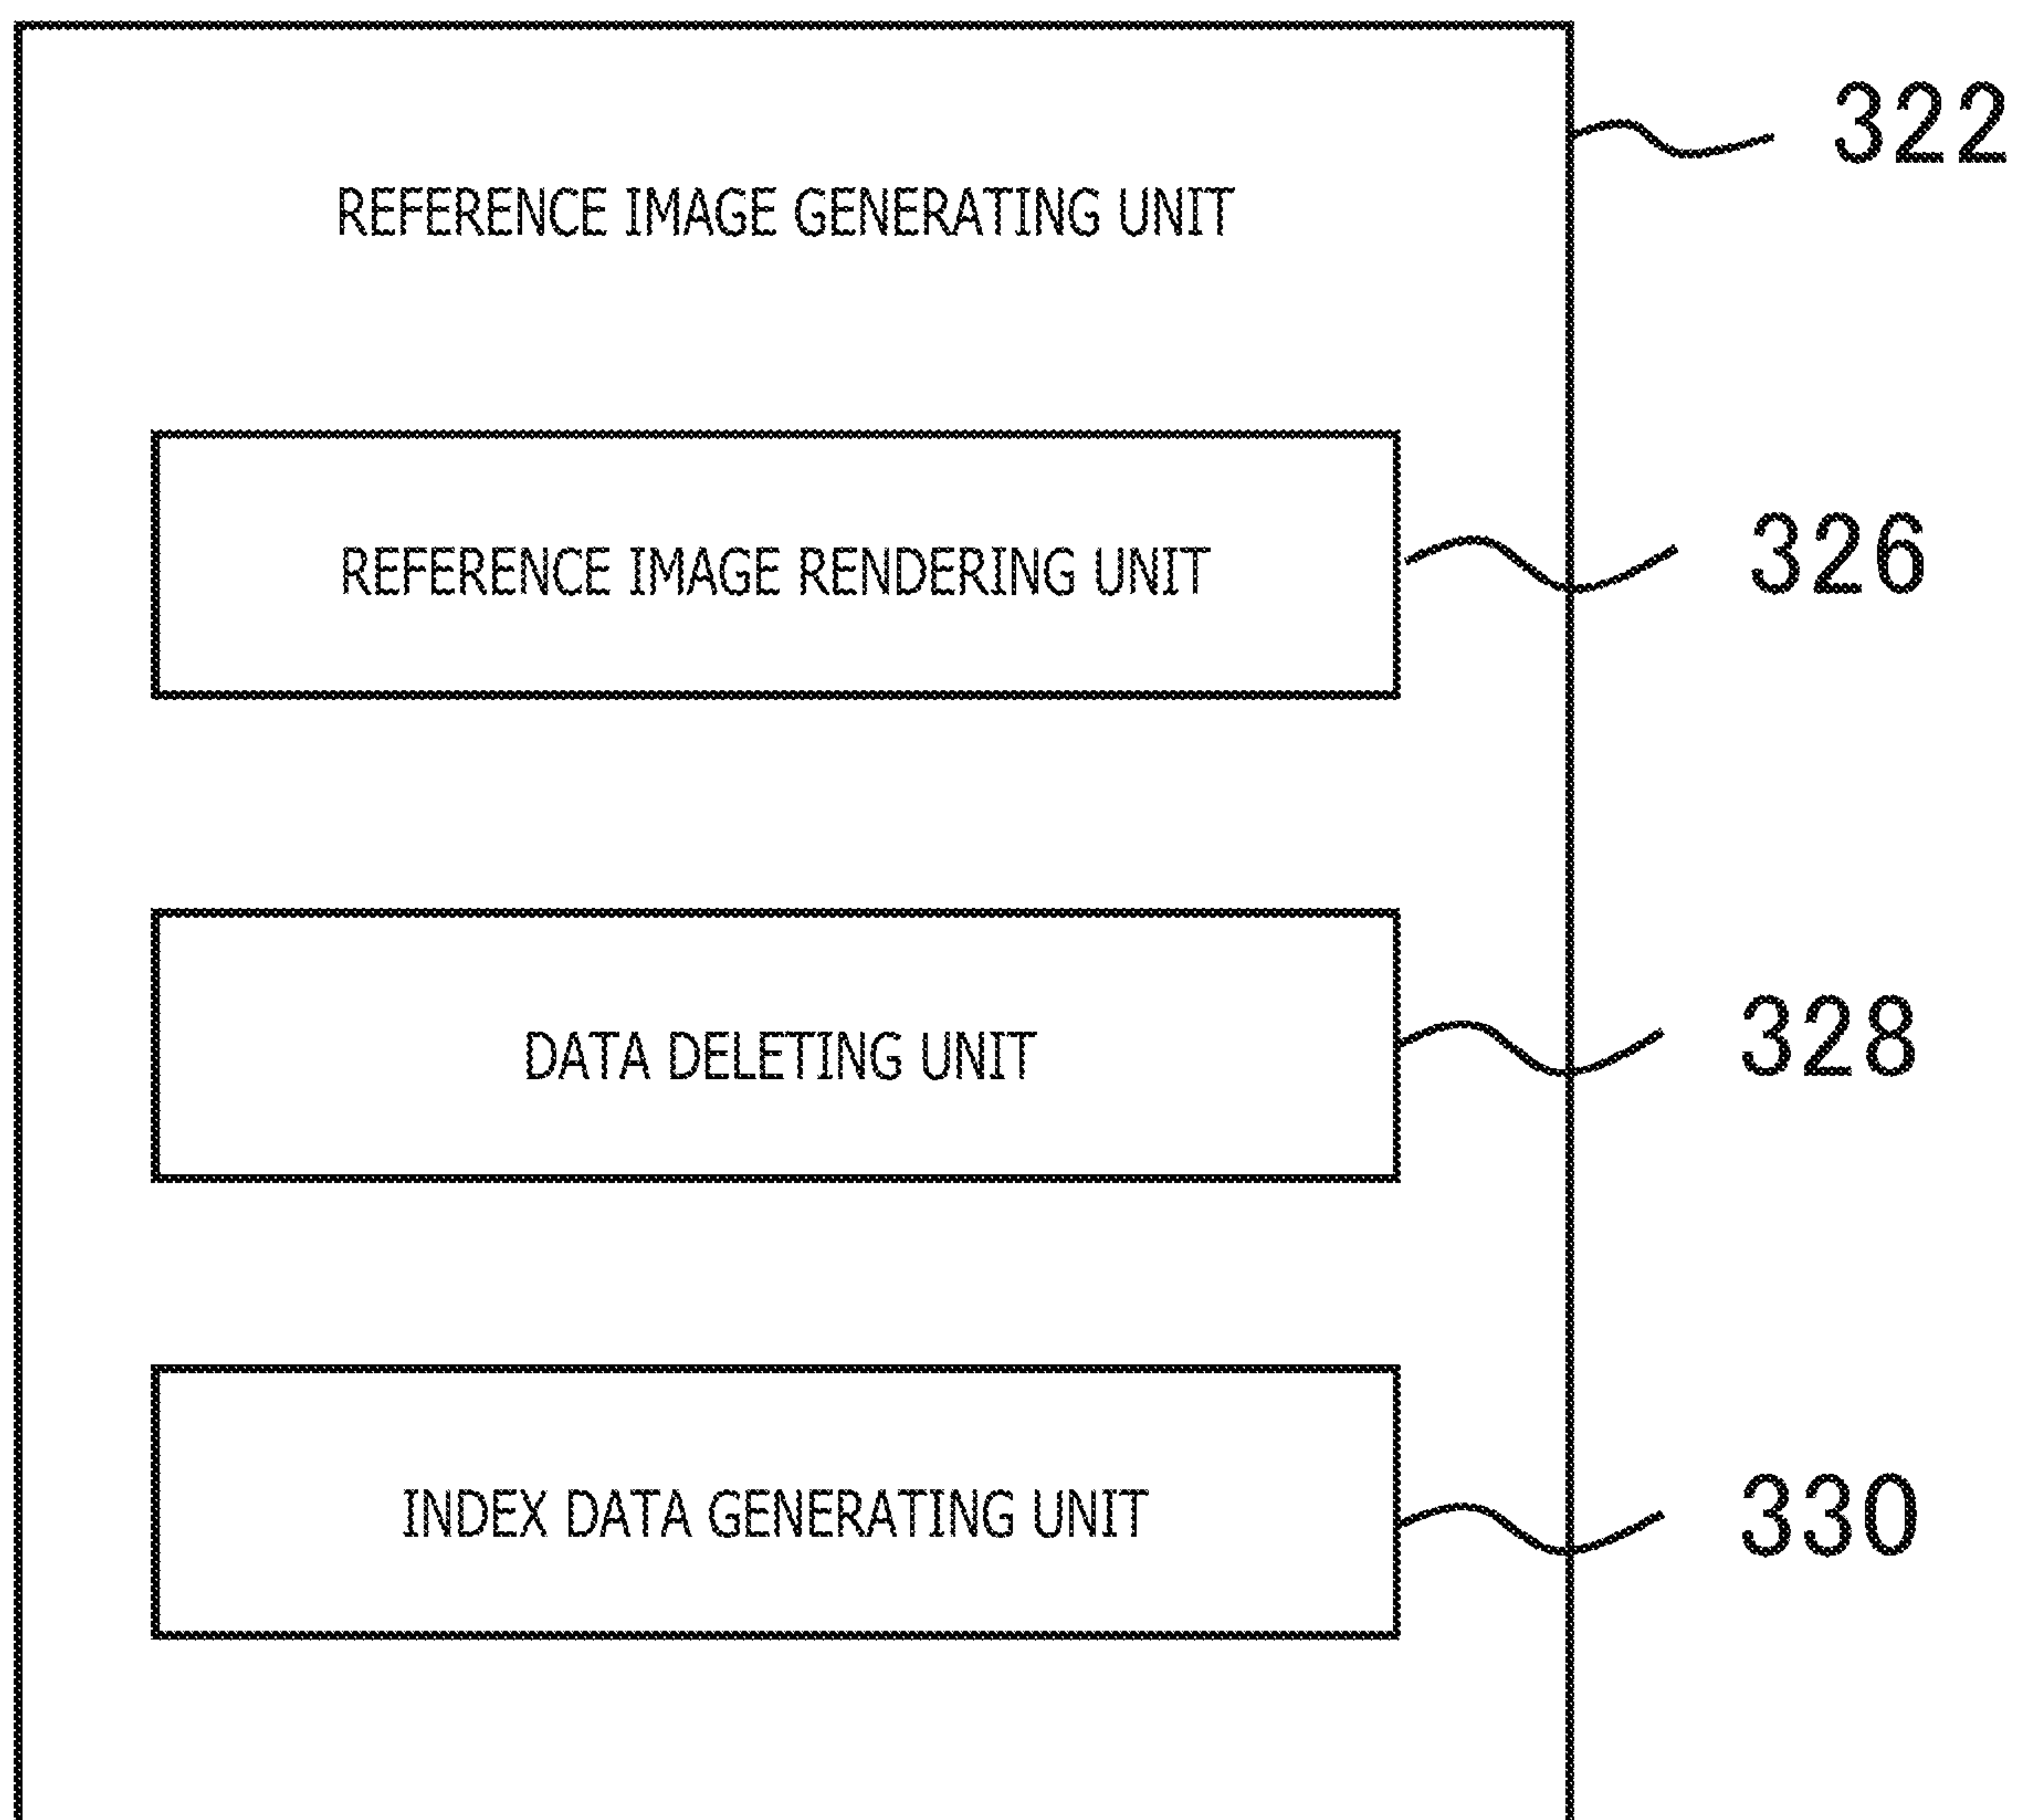 322
REFERENCE IMAGE GENERATING UNIT
REFERENCE IMAGE RENDERING UNIT
326
DATA DELETING UNIT
328
INDEX DATA GENERATING UNIT
330